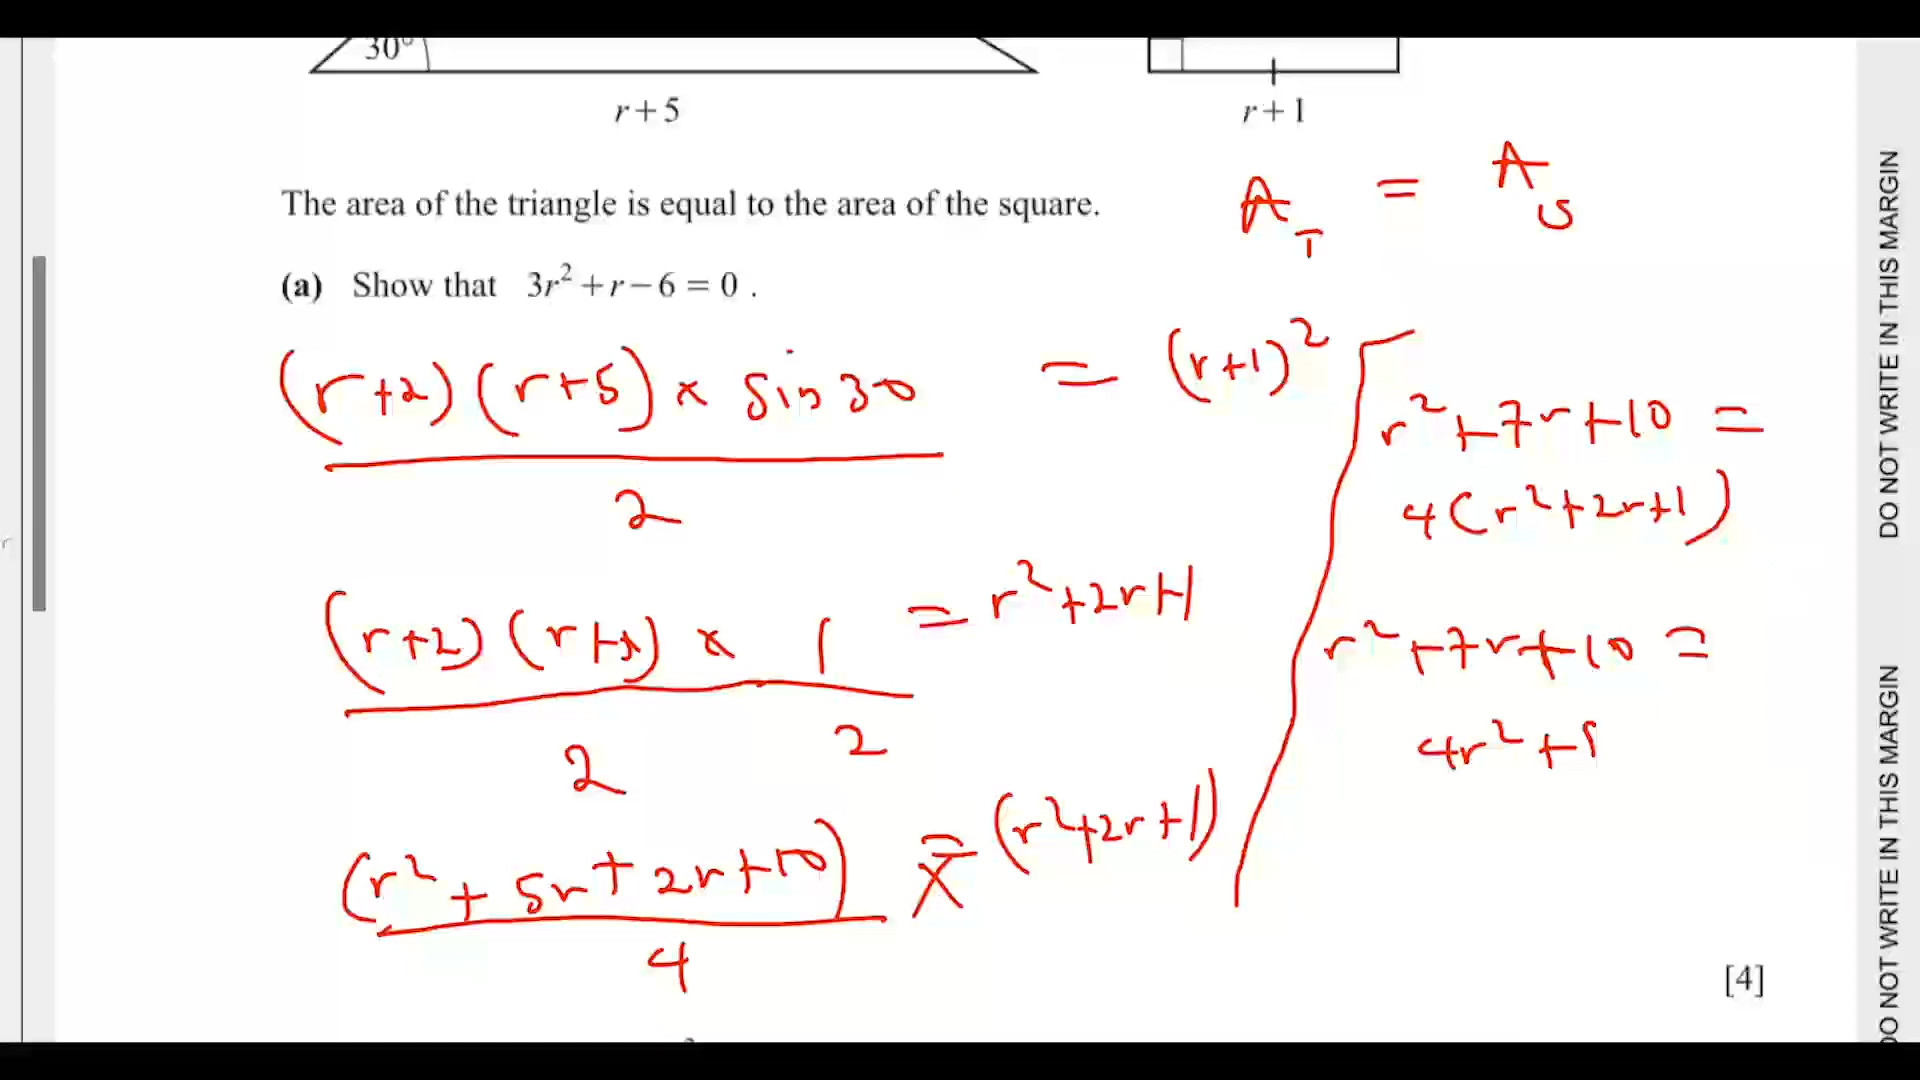 30°
r+5
r+1
The area of the triangle is equal to the area of the square.
A_T = A_S
(a) Show that 3r² + r − 6 = 0 .
(r+2)(r+5) × sin 30 = (r+1)²
2
(r+2)(r+5) × 1 = r²+2r+1
2 2
(r² + 5r + 2r + 10) = (r²+2r+1)
4
r²+7r+10 =
4(r²+2r+1)
r²+7r+10 =
4r²+
[4]
DO NOT WRITE IN THIS MARGIN
DO NOT WRITE IN THIS MARGIN